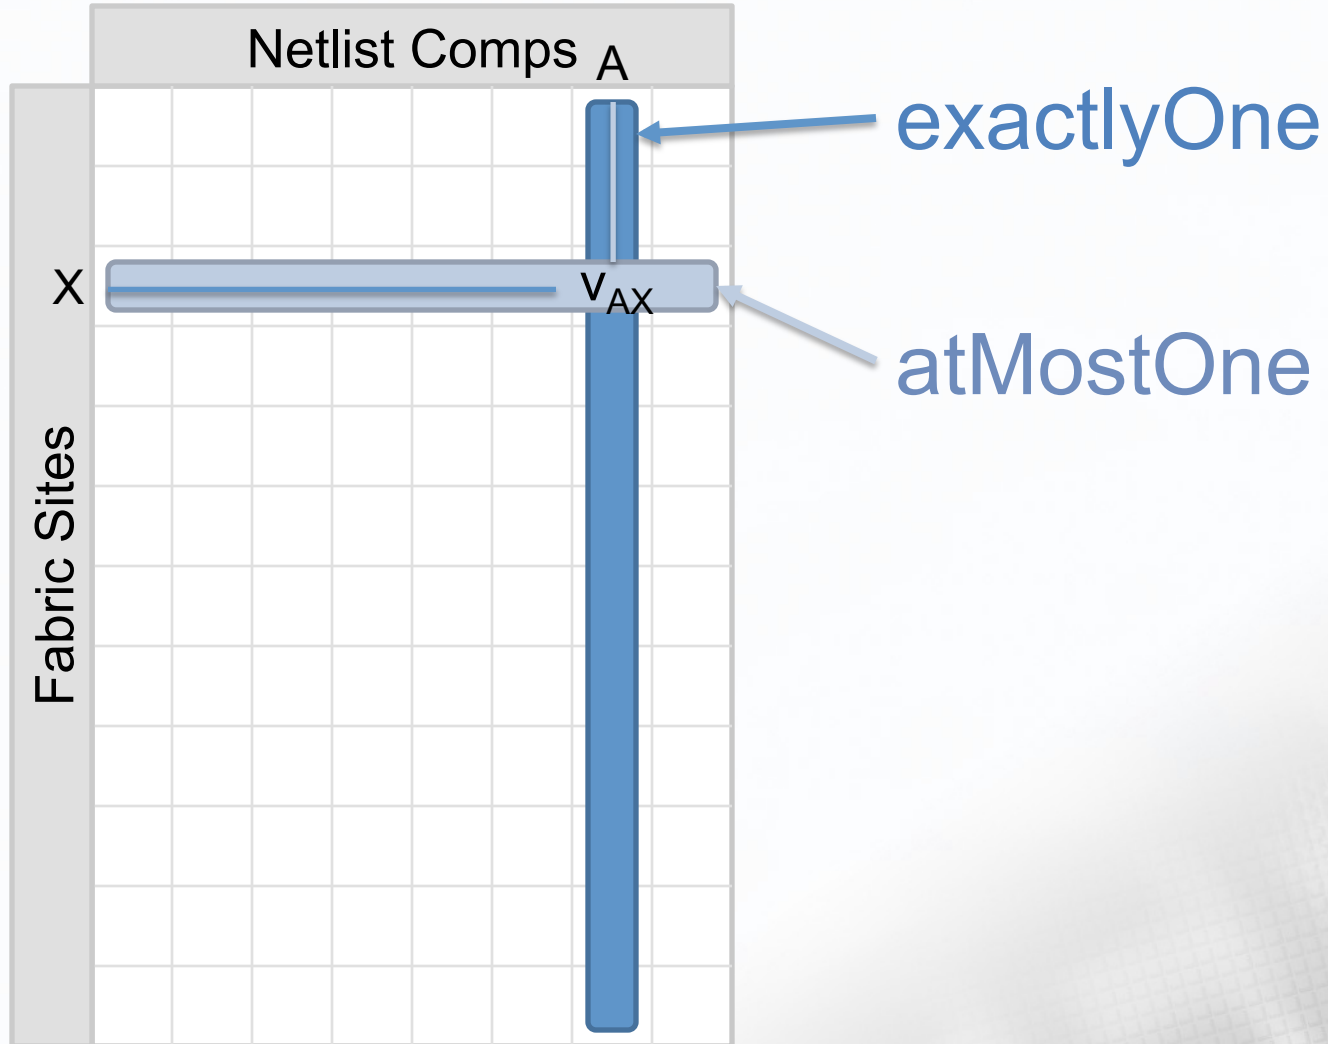 Netlist Comps
A
exactlyOne
X
vAX
atMostOne
Fabric Sites